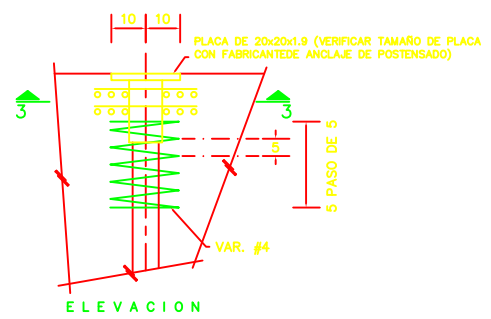 10 10
PLACA DE 20x20x1.9 (VERIFICAR TAMAÑO DE PLACA
CON FABRICANTEDE ANCLAJE DE POSTENSADO)
3 3
5
5 PASO DE 5
VAR. #4
ELEVACION